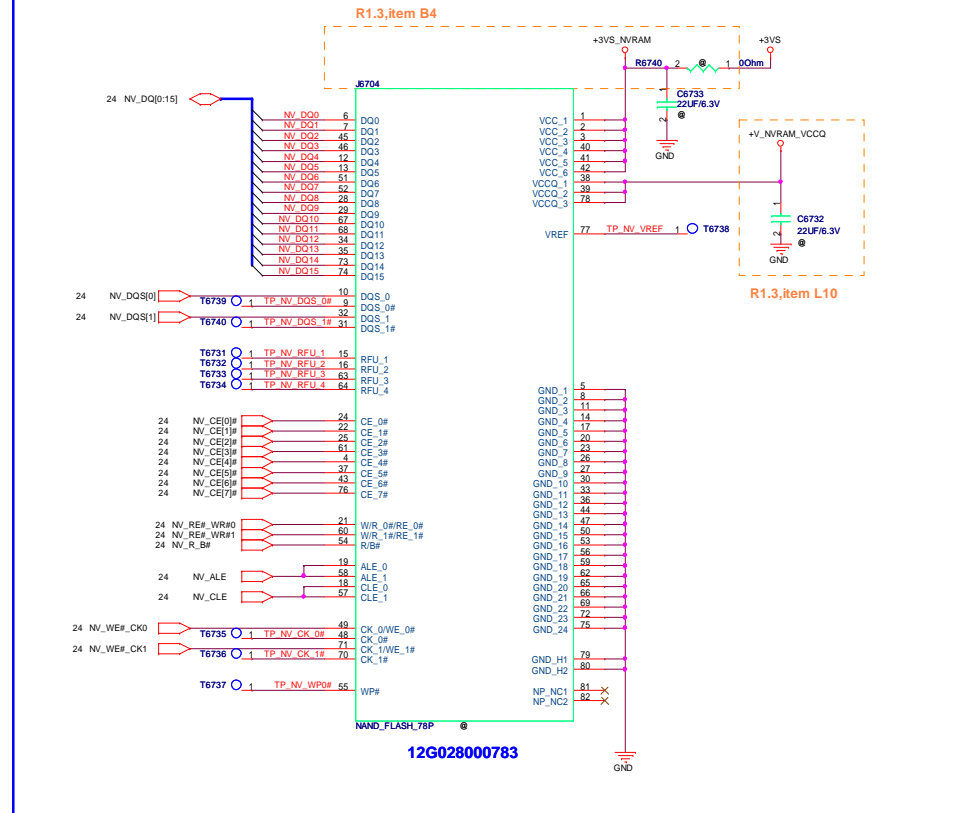 R1.3,item B4
+3VS_NVRAM
+3VS
R6740 2 @ 1 0Ohm
J6704
C6733
22UF/6.3V
@
1
2
GND
24 NV_DQ[0:15]
NV_DQ0 6 DQ0
NV_DQ1 7 DQ1
NV_DQ2 45 DQ2
NV_DQ3 46 DQ3
NV_DQ4 12 DQ4
NV_DQ5 13 DQ5
NV_DQ6 51 DQ6
NV_DQ7 52 DQ7
NV_DQ8 28 DQ8
NV_DQ9 29 DQ9
NV_DQ10 67 DQ10
NV_DQ11 68 DQ11
NV_DQ12 34 DQ12
NV_DQ13 35 DQ13
NV_DQ14 73 DQ14
NV_DQ15 74 DQ15
VCC_1 1
VCC_2 2
VCC_3 3
VCC_4 40
VCC_5 41
VCC_6 42
VCCQ_1 38
VCCQ_2 39
VCCQ_3 78
+V_NVRAM_VCCQ
1
2
C6732
22UF/6.3V
@
GND
R1.3,item L10
VREF 77 TP_NV_VREF 1 T6738
24 NV_DQS[0] 10 DQS_0
T6739 1 TP_NV_DQS_0# 9 DQS_0#
24 NV_DQS[1] 32 DQS_1
T6740 1 TP_NV_DQS_1# 31 DQS_1#
T6731 1 TP_NV_RFU_1 15 RFU_1
T6732 1 TP_NV_RFU_2 16 RFU_2
T6733 1 TP_NV_RFU_3 63 RFU_3
T6734 1 TP_NV_RFU_4 64 RFU_4
24 NV_CE[0]# 24 CE_0#
24 NV_CE[1]# 22 CE_1#
24 NV_CE[2]# 25 CE_2#
24 NV_CE[3]# 61 CE_3#
24 NV_CE[4]# 4 CE_4#
24 NV_CE[5]# 37 CE_5#
24 NV_CE[6]# 43 CE_6#
24 NV_CE[7]# 76 CE_7#
24 NV_RE#_WR#0 21 W/R_0#/RE_0#
24 NV_RE#_WR#1 60 W/R_1#/RE_1#
24 NV_R_B# 54 R/B#
19 ALE_0
24 NV_ALE 58 ALE_1
18 CLE_0
24 NV_CLE 57 CLE_1
24 NV_WE#_CK0 49 CK_0/WE_0#
T6735 1 TP_NV_CK_0# 48 CK_0#
24 NV_WE#_CK1 71 CK_1/WE_1#
T6736 1 TP_NV_CK_1# 70 CK_1#
T6737 1 TP_NV_WP0# 55 WP#
GND_1 5
GND_2 8
GND_3 11
GND_4 14
GND_5 17
GND_6 20
GND_7 23
GND_8 26
GND_9 27
GND_10 30
GND_11 33
GND_12 36
GND_13 44
GND_14 47
GND_15 50
GND_16 53
GND_17 56
GND_18 59
GND_19 62
GND_20 65
GND_21 66
GND_22 69
GND_23 72
GND_24 75
GND_H1 79
GND_H2 80
NP_NC1 81
NP_NC2 82
NAND_FLASH_78P @
12G028000783
GND